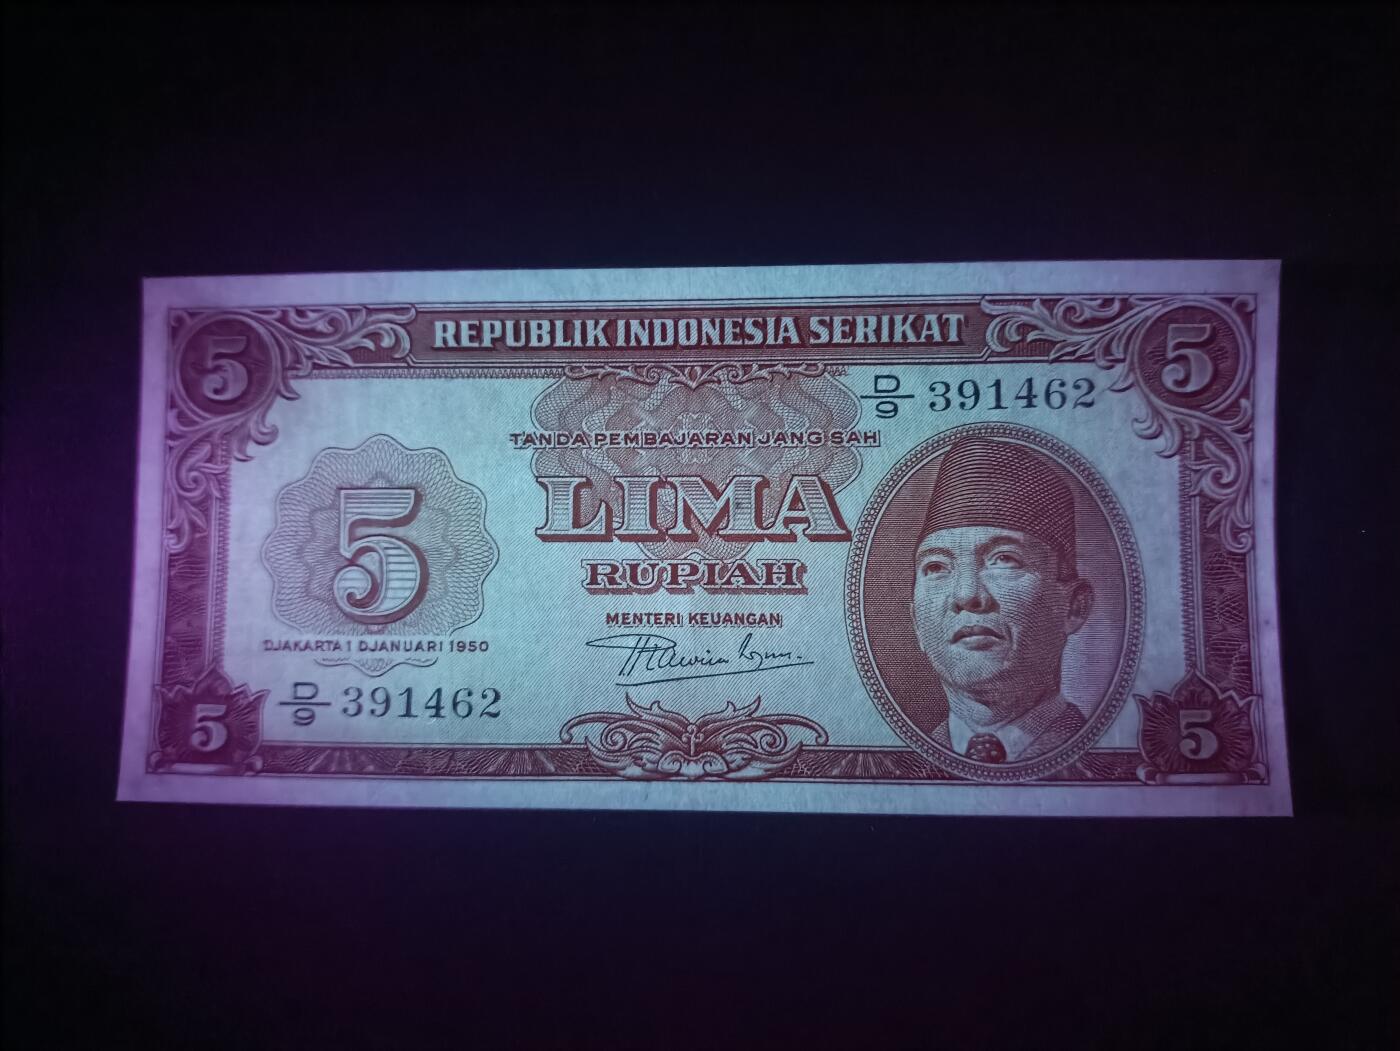 5 REPUBLIK INDONESIA SERIKAT 5
D/9 391462
TANDA PEMBAJARAN JANG SAH
LIMA
5
RUPIAH
MENTERI KEUANGAN
DJAKARTA 1 DJANUARI 1950
D/9 391462
5
5